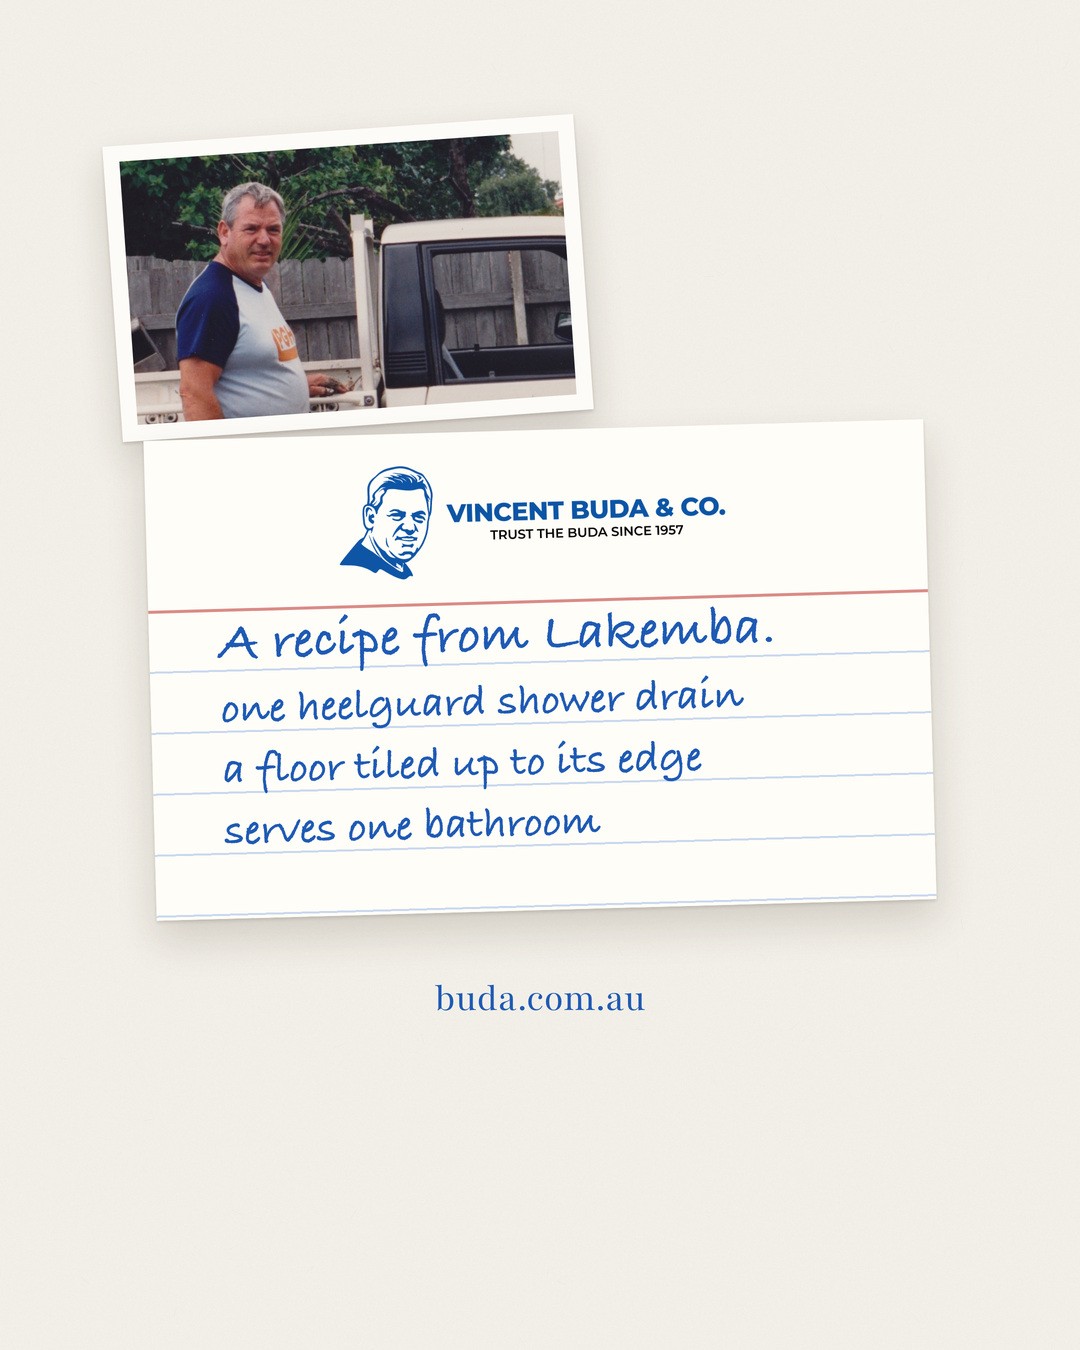 VINCENT BUDA & CO.
TRUST THE BUDA SINCE 1957
A recipe from Lakemba.
one heelguard shower drain
a floor tiled up to its edge
serves one bathroom
buda.com.au